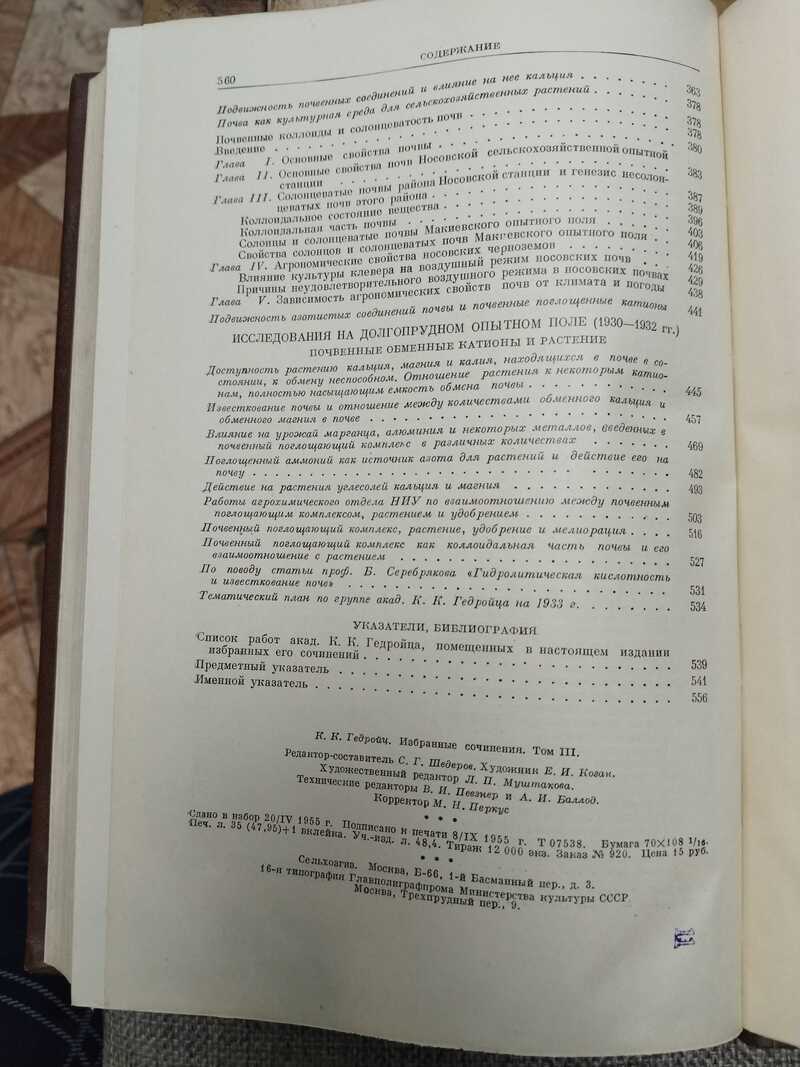 560
СОДЕРЖАНИЕ
Подвижность почвенных соединений и влияние на нее кальция . . . . . . . . 363
Почва как культурная среда для сельскохозяйственных растений . . . . . . . 378
Почвенные коллоиды и солонцеватость почв . . . . . . . . . . . . . . 378
Введение . . . . . . . . . . . . . . . . . . . . . . . . . . 378
Глава I. Основные свойства почвы . . . . . . . . . . . . . . . . 380
Глава II. Основные свойства почв Носовской сельскохозяйственной опытной
станции . . . . . . . . . . . . . . . . . . . . . . . 383
Глава III. Солонцеватые почвы района Носовской станции и генезис несолон-
цеватых почв этого района . . . . . . . . . . . . . . . . 387
Коллоидальное состояние вещества . . . . . . . . . . . . . . . 389
Коллоидальная часть почвы . . . . . . . . . . . . . . . . . 396
Солонцы и солонцеватые почвы Макиевского опытного поля . . . . . 403
Свойства солонцов и солонцеватых почв Макеевского опытного поля . . 406
Глава IV. Агрономические свойства носовских черноземов . . . . . . . . 419
Влияние культуры клевера на воздушный режим носовских почв . . . 426
Причины неудовлетворительного воздушного режима в носовских почвах 429
Глава V. Зависимость агрономических свойств почв от климата и погоды 438
Подвижность азотистых соединений почвы и почвенные поглощенные катионы 441
ИССЛЕДОВАНИЯ НА ДОЛГОПРУДНОМ ОПЫТНОМ ПОЛЕ (1930—1932 гг.)
ПОЧВЕННЫЕ ОБМЕННЫЕ КАТИОНЫ И РАСТЕНИЕ
Доступность растению кальция, магния и калия, находящихся в почве в со-
стоянии, к обмену неспособном. Отношение растения к некоторым катио-
нам, полностью насыщающим емкость обмена почвы . . . . . . . . . . . 445
Известкование почвы и отношение между количествами обменного кальция и
обменного магния в почве . . . . . . . . . . . . . . . . . . . . 457
Влияние на урожай марганца, алюминия и некоторых металлов, введенных в
почвенный поглощающий комплекс в различных количествах . . . . . . 469
Поглощенный аммоний как источник азота для растений и действие его на
почву . . . . . . . . . . . . . . . . . . . . . . . . . . . . 482
Действие на растения углесолей кальция и магния . . . . . . . . . . . . 493
Работы агрохимического отдела НИУ по взаимоотношению между почвенным
поглощающим комплексом, растением и удобрением . . . . . . . . . . . 503
Почвенный поглощающий комплекс, растение, удобрение и мелиорация . . . . 516
Почвенный поглощающий комплекс как коллоидальная часть почвы и его
взаимоотношение с растением . . . . . . . . . . . . . . . . . . . 527
По поводу статьи проф. Б. Серебрякова «Гидролитическая кислотность
и известкование почв» . . . . . . . . . . . . . . . . . . . . . . 531
Тематический план по группе акад. К. К. Гедройца на 1933 г. . . . . . . . 534
УКАЗАТЕЛИ, БИБЛИОГРАФИЯ
Список работ акад. К. К. Гедройца, помещенных в настоящем издании
избранных его сочинений . . . . . . . . . . . . . . . . . . . . . 539
Предметный указатель . . . . . . . . . . . . . . . . . . . . . . . 541
Именной указатель . . . . . . . . . . . . . . . . . . . . . . . . 556
К. К. Гедройц. Избранные сочинения. Том III.
Редактор-составитель С. Г. Шедеров. Художник Е. И. Коган.
Художественный редактор Л. П. Муштакова.
Технические редакторы В. И. Певзнер и А. И. Баллод.
Корректор М. Н. Перкус
* * *
Сдано в набор 20/IV 1955 г. Подписано к печати 8/IX 1955 г. Т 07538. Бумага 70×108 1/16.
Печ. л. 35 (47,95)+1 вклейка. Уч.-изд. л. 48,4. Тираж 12 000 экз. Заказ № 920. Цена 15 руб.
* * *
Сельхозгиз. Москва, Б-66, 1-й Басманный пер., д. 3.
16-я типография Главполиграфпрома Министерства культуры СССР
Москва, Трехпрудный пер., 9.